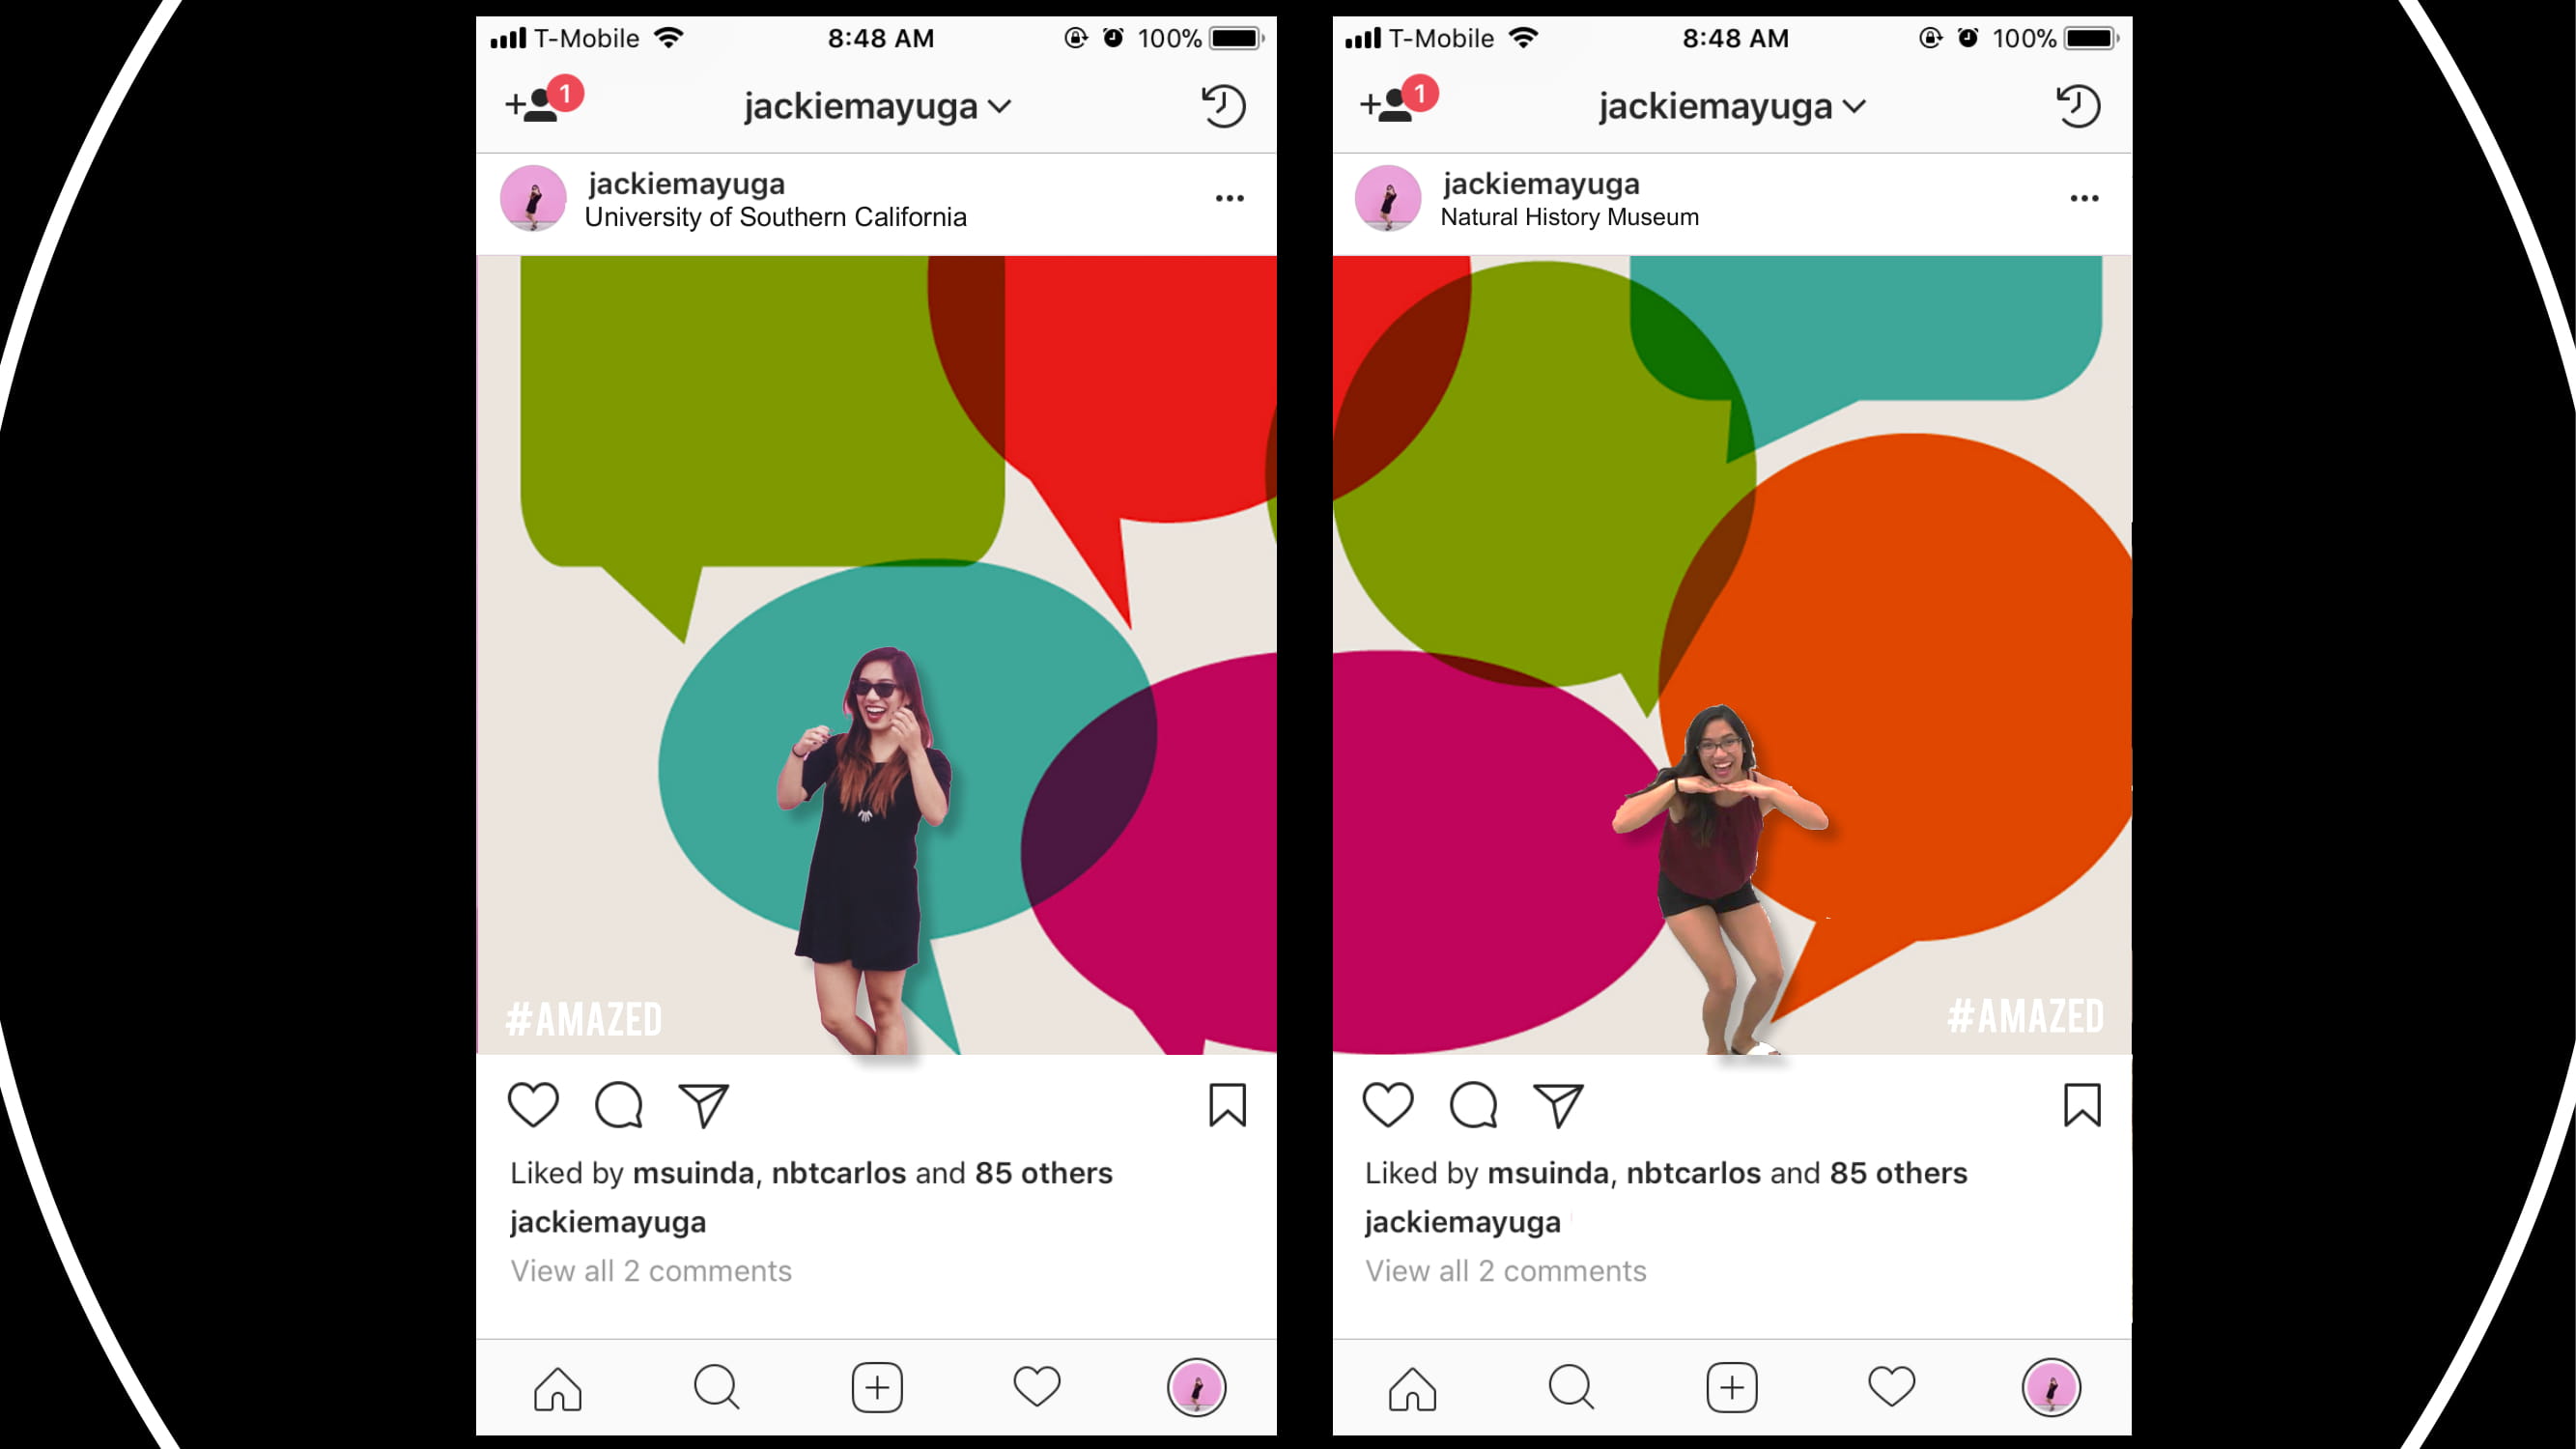 T-Mobile 8:48 AM 100%
1
jackiemayuga
jackiemayuga
University of Southern California
#AMAZED
Liked by msuinda, nbtcarlos and 85 others
jackiemayuga
View all 2 comments
T-Mobile 8:48 AM 100%
1
jackiemayuga
jackiemayuga
Natural History Museum
#AMAZED
Liked by msuinda, nbtcarlos and 85 others
jackiemayuga
View all 2 comments